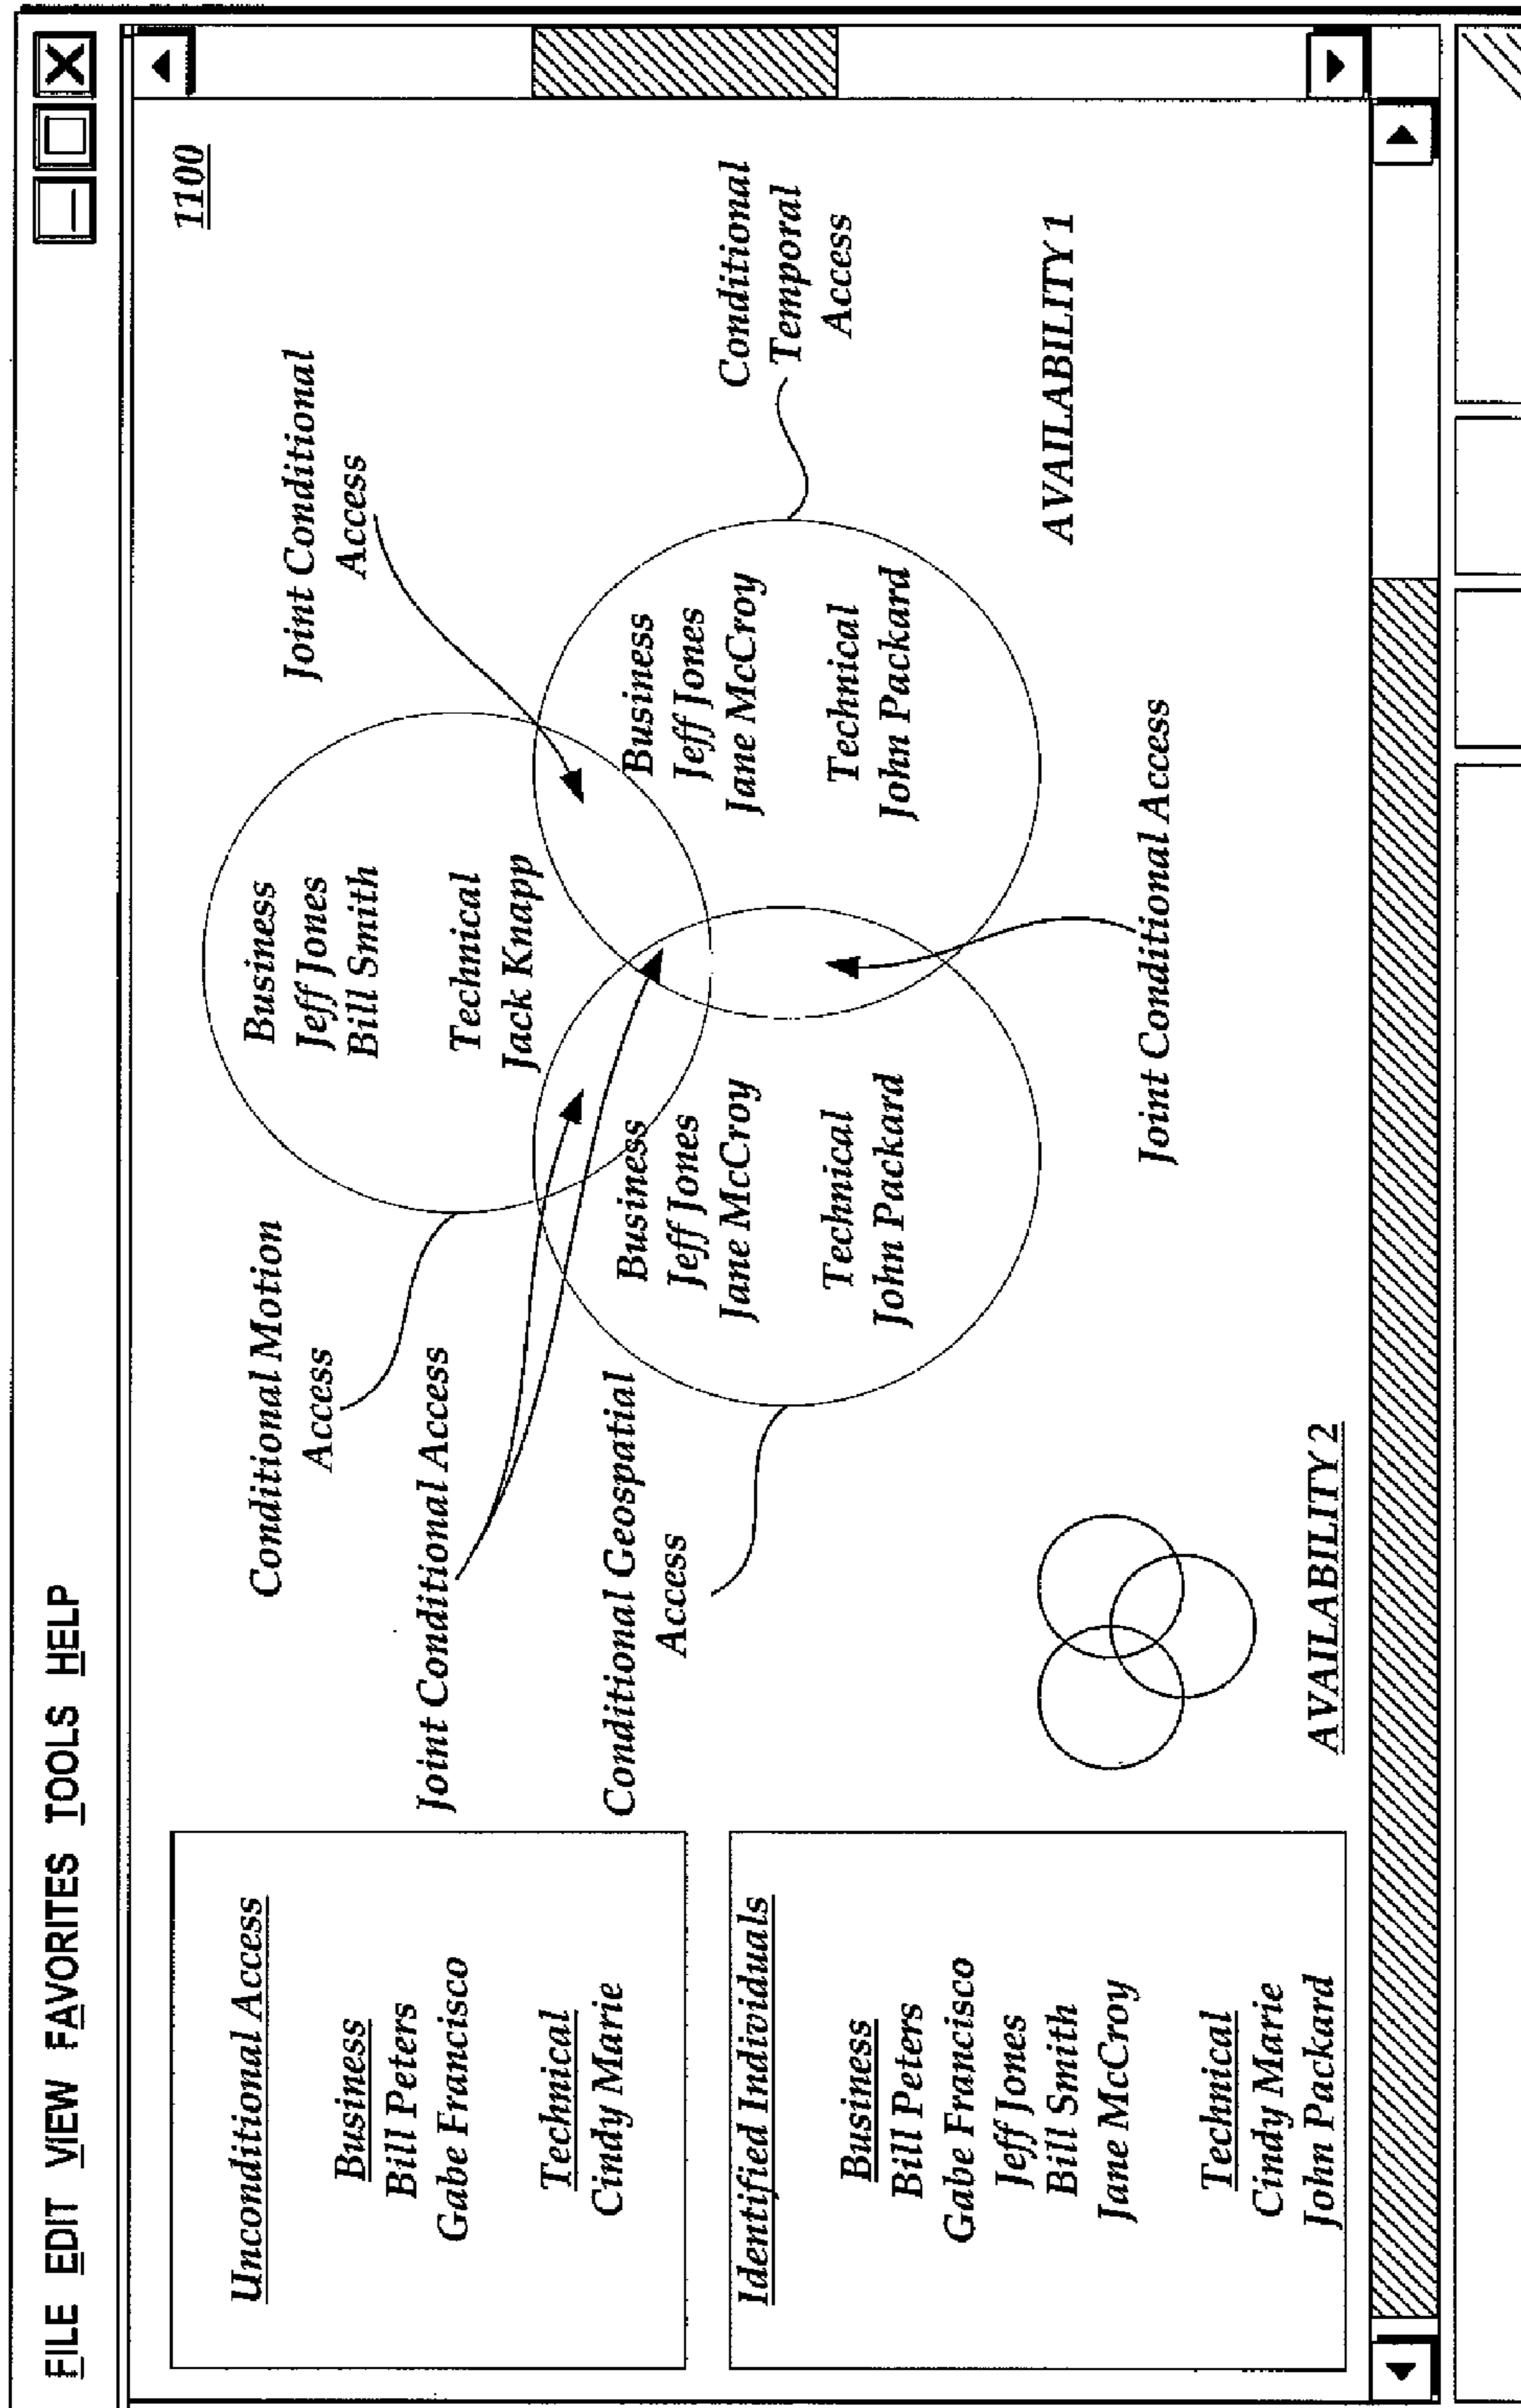 FILE EDIT VIEW FAVORITES TOOLS HELP
1100
Unconditional Access
Business
Bill Peters
Gabe Francisco
Technical
Cindy Marie
Identified Individuals
Business
Bill Peters
Gabe Francisco
Jeff Jones
Bill Smith
Jane McCroy
Technical
Cindy Marie
John Packard
Conditional Motion
Access
Joint Conditional Access
Conditional Geospatial
Access
AVAILABILITY 2
Business
Jeff Jones
Bill Smith
Technical
Jack Knapp
Business
Jeff Jones
Jane McCroy
Technical
John Packard
Business
Jeff Jones
Jane McCroy
Technical
John Packard
Joint Conditional
Access
Conditional
Temporal
Access
AVAILABILITY 1
Joint Conditional Access